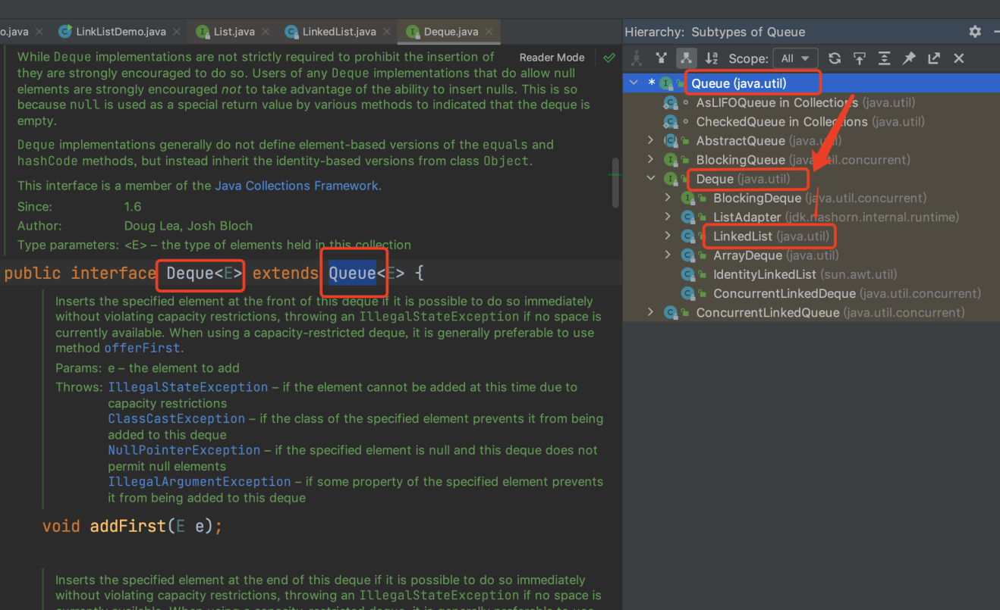 o.java
LinkListDemo.java
List.java
LinkedList.java
Deque.java
While Deque implementations are not strictly required to prohibit the insertion of
Reader Mode
they are strongly encouraged to do so. Users of any Deque implementations that do allow null
elements are strongly encouraged not to take advantage of the ability to insert nulls. This is so
because null is used as a special return value by various methods to indicated that the deque is
empty.
Deque implementations generally do not define element-based versions of the equals and
hashCode methods, but instead inherit the identity-based versions from class Object.
This interface is a member of the Java Collections Framework.
Since: 1.6
Author: Doug Lea, Josh Bloch
Type parameters: <E> – the type of elements held in this collection
public interface Deque<E> extends Queue<E> {
Inserts the specified element at the front of this deque if it is possible to do so immediately
without violating capacity restrictions, throwing an IllegalStateException if no space is
currently available. When using a capacity-restricted deque, it is generally preferable to use
method offerFirst.
Params: e – the element to add
Throws: IllegalStateException – if the element cannot be added at this time due to
capacity restrictions
ClassCastException – if the class of the specified element prevents it from being
added to this deque
NullPointerException – if the specified element is null and this deque does not
permit null elements
IllegalArgumentException – if some property of the specified element prevents
it from being added to this deque
void addFirst(E e);
Inserts the specified element at the end of this deque if it is possible to do so immediately
without violating capacity restrictions, throwing an IllegalStateException if no space is
currently available. When using a capacity-restricted deque, it is generally preferable to use
Hierarchy: Subtypes of Queue
Scope: All
* Queue (java.util)
AsLIFOQueue in Collections (java.util)
CheckedQueue in Collections (java.util)
AbstractQueue (java.util)
BlockingQueue (java.util.concurrent)
Deque (java.util)
BlockingDeque (java.util.concurrent)
ListAdapter (jdk.nashorn.internal.runtime)
LinkedList (java.util)
ArrayDeque (java.util)
IdentityLinkedList (sun.awt.util)
ConcurrentLinkedDeque (java.util.concurrent)
ConcurrentLinkedQueue (java.util.concurrent)